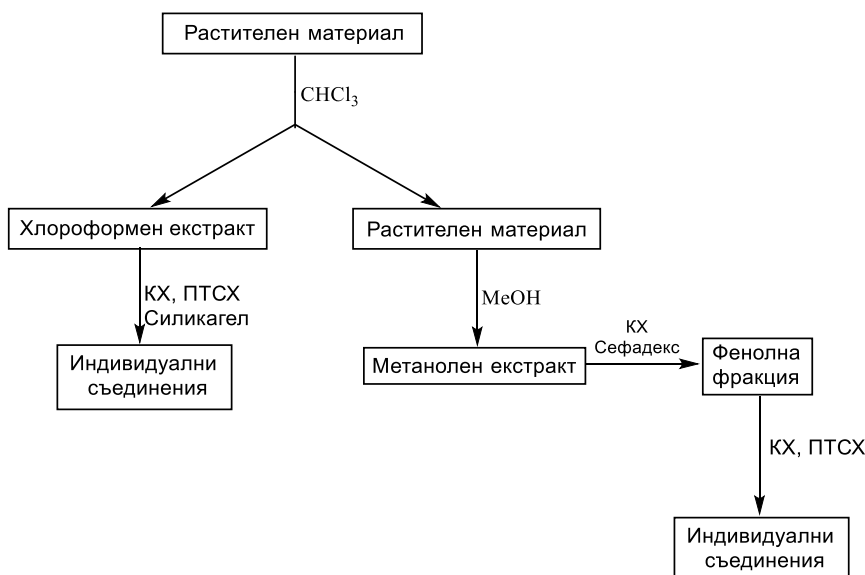 Растителен материал
CHCl3
Хлороформен екстракт
Растителен материал
КХ, ПТСХ
Силикагел
MeOH
Индивидуални
съединения
Метанолен екстракт
КХ
Сефадекс
Фенолна
фракция
КХ, ПТСХ
Индивидуални
съединения